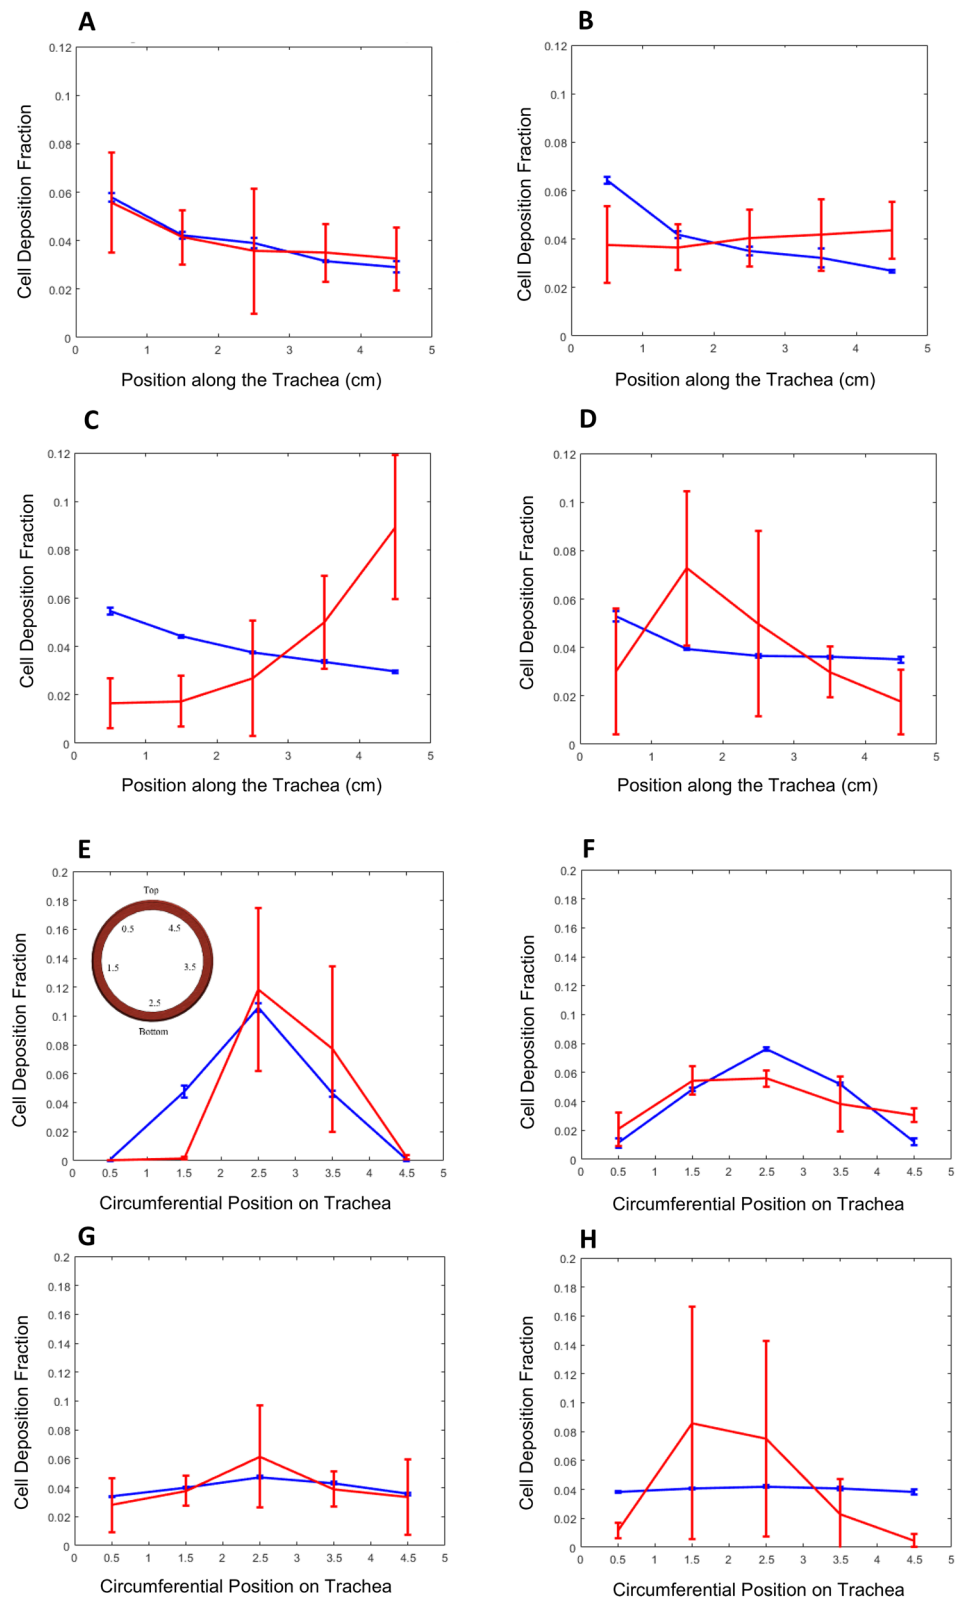 A
0.12
0.1
0.08
0.06
0.04
0.02
0
0 1 2 3 4 5
Cell Deposition Fraction
Position along the Trachea (cm)
B
0.12
0.1
0.08
0.06
0.04
0.02
0
0 1 2 3 4 5
Cell Deposition Fraction
Position along the Trachea (cm)
C
0.12
0.1
0.08
0.06
0.04
0.02
0
0 1 2 3 4 5
Cell Deposition Fraction
Position along the Trachea (cm)
D
0.12
0.1
0.08
0.06
0.04
0.02
0
0 1 2 3 4 5
Cell Deposition Fraction
Position along the Trachea (cm)
E
0.2
0.18
0.16
0.14
0.12
0.1
0.08
0.06
0.04
0.02
0
0 0.5 1 1.5 2 2.5 3 3.5 4 4.5 5
Cell Deposition Fraction
Top
0.5 4.5
1.5 3.5
2.5
Bottom
Circumferential Position on Trachea
F
0.2
0.18
0.16
0.14
0.12
0.1
0.08
0.06
0.04
0.02
0
0 0.5 1 1.5 2 2.5 3 3.5 4 4.5 5
Cell Deposition Fraction
Circumferential Position on Trachea
G
0.2
0.18
0.16
0.14
0.12
0.1
0.08
0.06
0.04
0.02
0
0 0.5 1 1.5 2 2.5 3 3.5 4 4.5 5
Cell Deposition Fraction
Circumferential Position on Trachea
H
0.2
0.18
0.16
0.14
0.12
0.1
0.08
0.06
0.04
0.02
0
0 0.5 1 1.5 2 2.5 3 3.5 4 4.5 5
Cell Deposition Fraction
Circumferential Position on Trachea